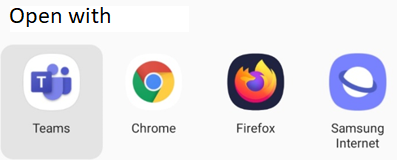 Open with
T
Teams
Chrome
Firefox
Samsung
Internet